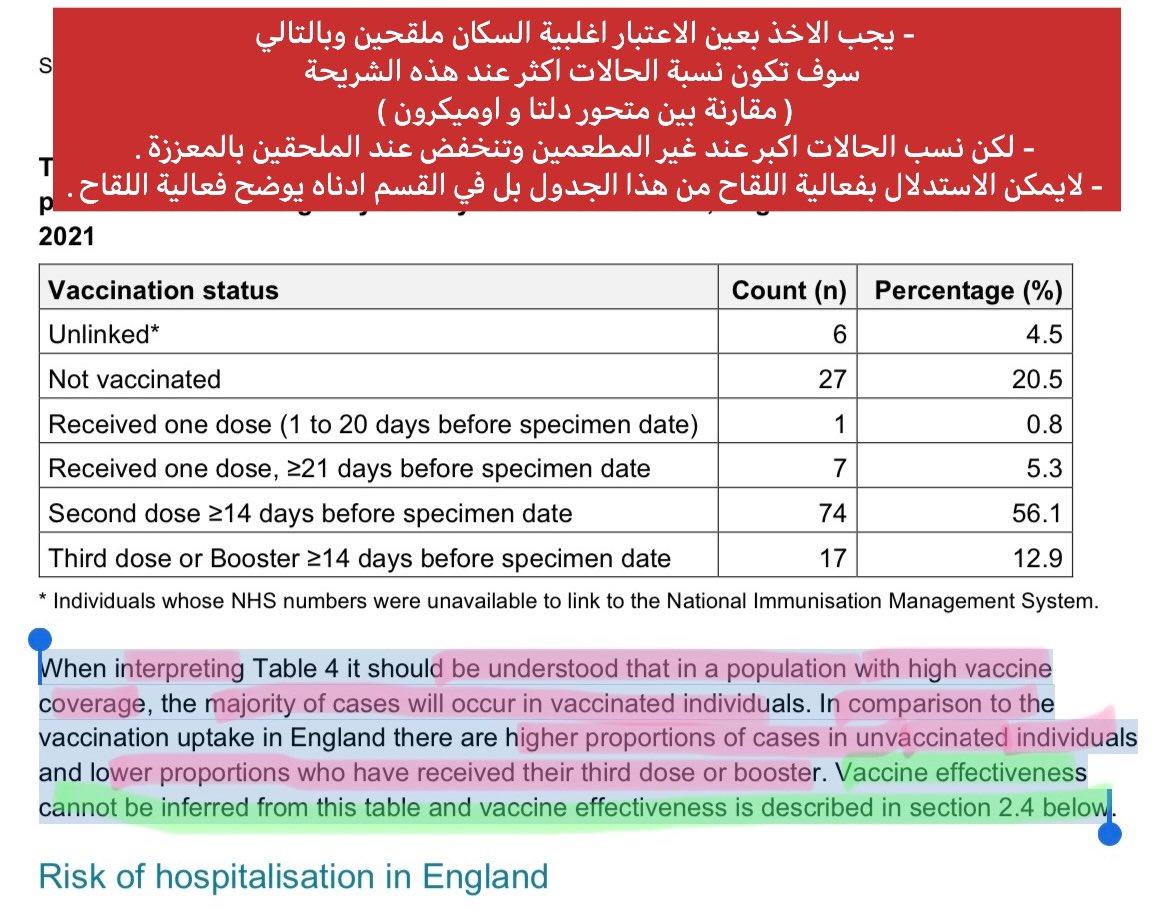 S
- يجب الاخذ بعين الاعتبار اغلبية السكان ملقحين وبالتالي
سوف تكون نسبة الحالات اكثر عند هذه الشريحة
( مقارنة بين متحور دلتا و اوميكرون )
- لكن نسب الحالات اكبر عند غير المطعمين وتنخفض عند الملحقين بالمعززة .
- لايمكن الاستدلال بفعالية اللقاح من هذا الجدول بل في القسم ادناه يوضح فعالية اللقاح .
2021
Vaccination status Count (n) Percentage (%)
Unlinked* 6 4.5
Not vaccinated 27 20.5
Received one dose (1 to 20 days before specimen date) 1 0.8
Received one dose, ≥21 days before specimen date 7 5.3
Second dose ≥14 days before specimen date 74 56.1
Third dose or Booster ≥14 days before specimen date 17 12.9
* Individuals whose NHS numbers were unavailable to link to the National Immunisation Management System.
When interpreting Table 4 it should be understood that in a population with high vaccine
coverage, the majority of cases will occur in vaccinated individuals. In comparison to the
vaccination uptake in England there are higher proportions of cases in unvaccinated individuals
and lower proportions who have received their third dose or booster. Vaccine effectiveness
cannot be inferred from this table and vaccine effectiveness is described in section 2.4 below.
Risk of hospitalisation in England